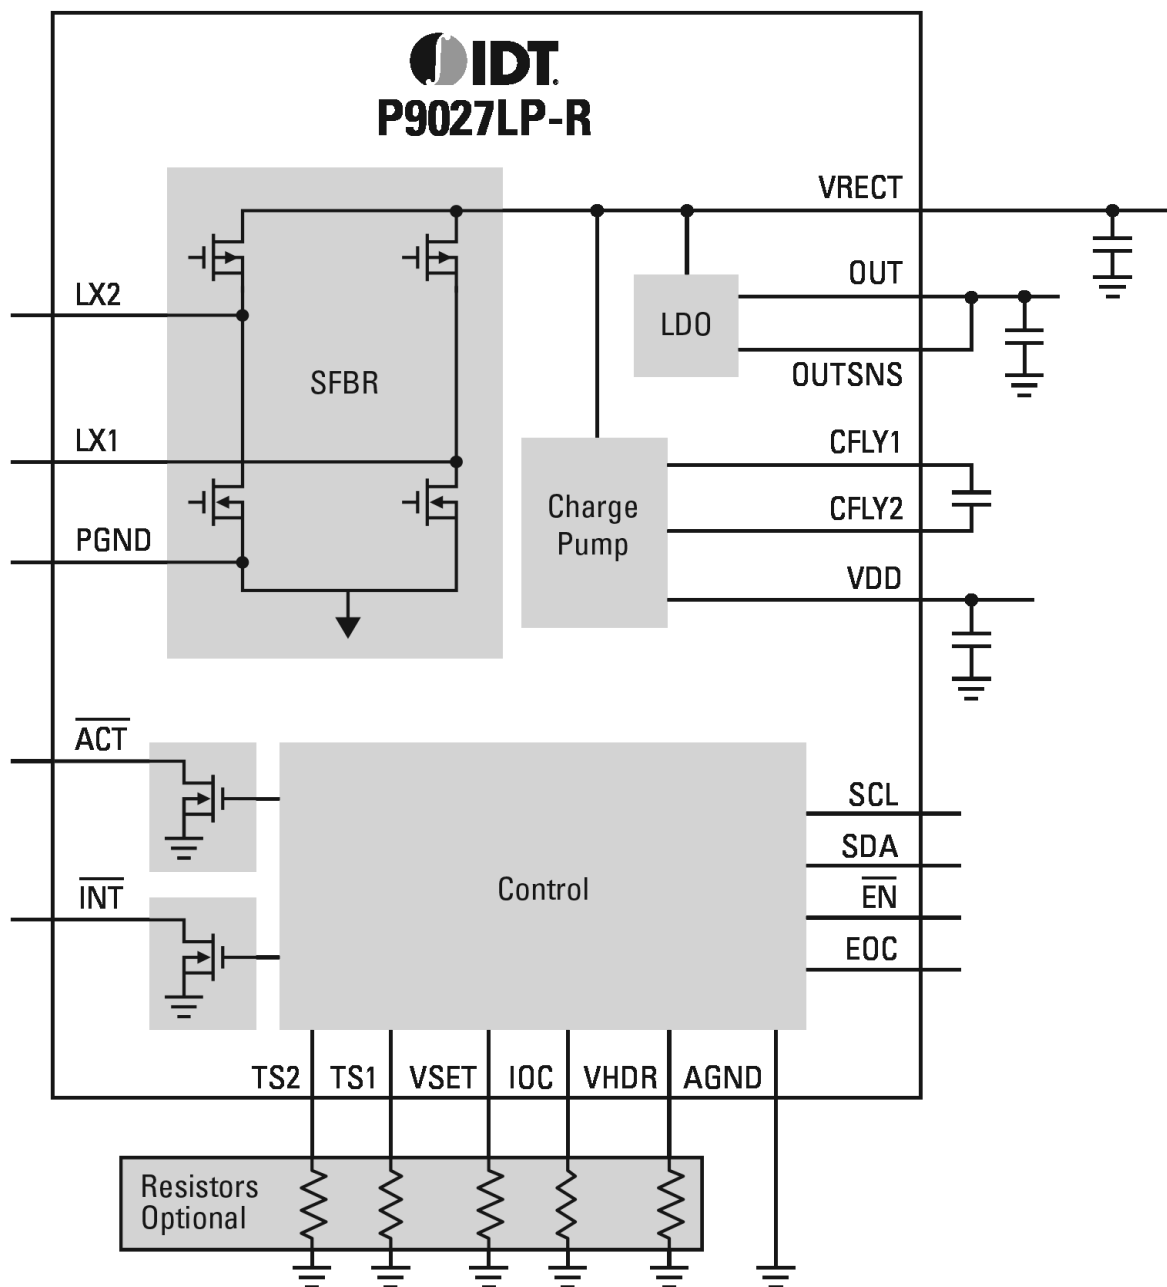 IDT.
P9027LP-R
VRECT
LX2
OUT
LDO
SFBR
OUTSNS
LX1
CFLY1
Charge
Pump
CFLY2
PGND
VDD
ACT
SCL
SDA
INT
Control
EN
EOC
TS2 TS1 VSET IOC VHDR AGND
Resistors
Optional